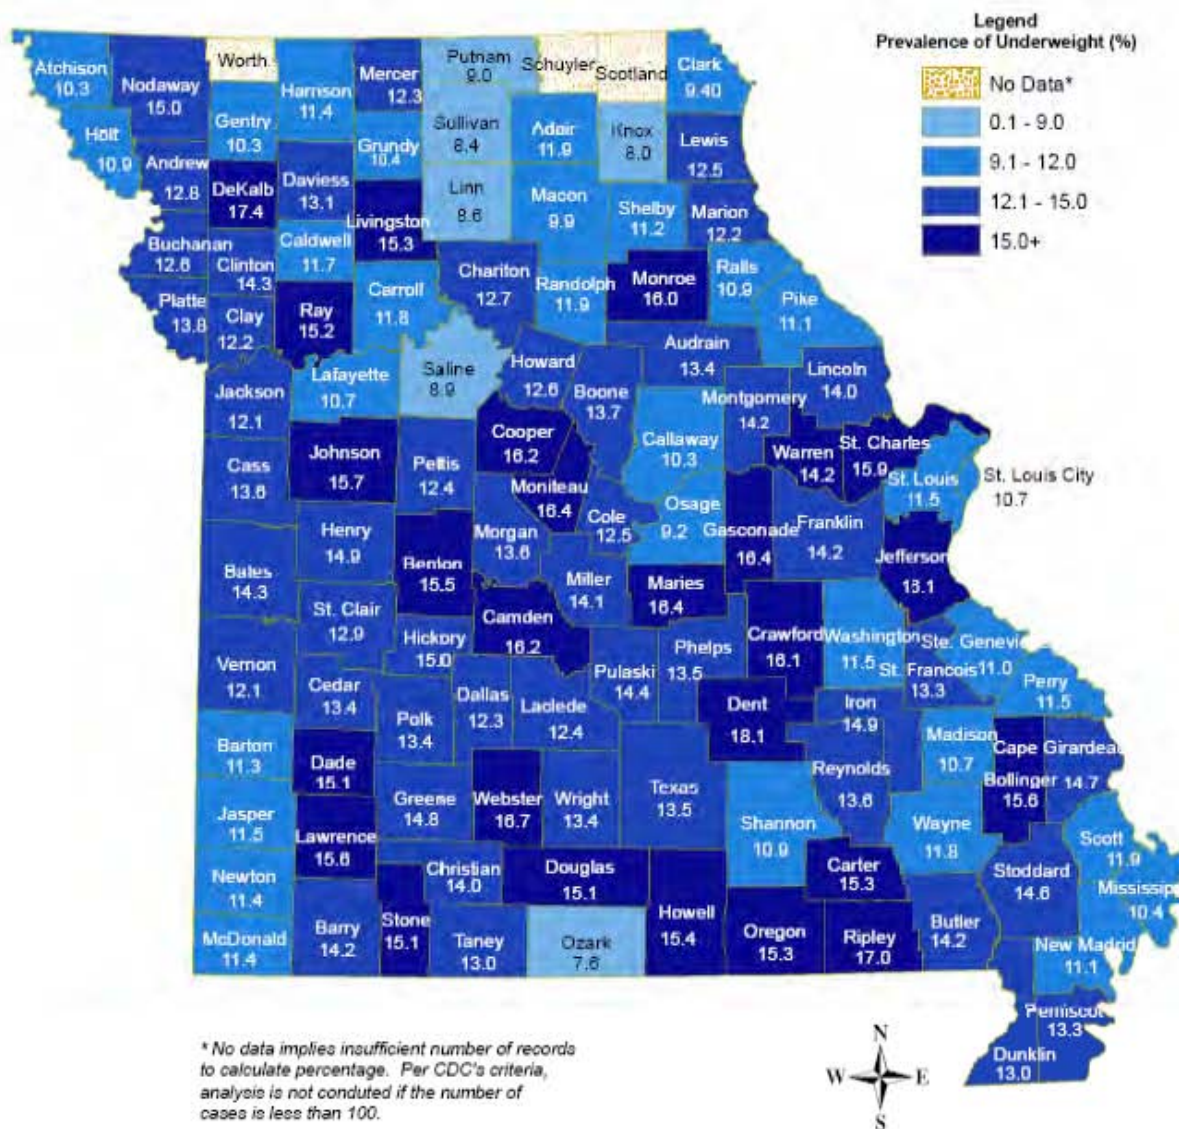 Legend
Prevalence of Underweight (%)
No Data*
0.1 - 9.0
9.1 - 12.0
12.1 - 15.0
15.0+
Atchison
10.3
Nodaway
15.0
Worth
Harrison
11.4
Mercer
12.3
Putnam
9.0
Schuyler
Scotland
Clark
9.40
Holt
10.9
Gentry
10.3
Grundy
10.4
Sullivan
8.4
Adair
11.9
Knox
8.0
Lewis
12.5
Andrew
12.8
DeKalb
17.4
Daviess
13.1
Livingston
15.3
Linn
8.6
Macon
9.9
Shelby
11.2
Marion
12.2
Buchanan
12.6
Clinton
14.3
Caldwell
11.7
Chariton
12.7
Randolph
11.9
Monroe
16.0
Ralls
10.9
Pike
11.1
Platte
13.8
Clay
12.2
Ray
15.2
Carroll
11.8
Audrain
13.4
Jackson
12.1
Lafayette
10.7
Saline
8.9
Howard
12.6
Boone
13.7
Montgomery
14.2
Lincoln
14.0
Cass
13.6
Johnson
15.7
Pettis
12.4
Cooper
16.2
Moniteau
16.4
Callaway
10.3
Warren
14.2
St. Charles
15.9
St. Louis
11.5
St. Louis City
10.7
Henry
14.9
Morgan
13.6
Cole
12.5
Osage
9.2
Gasconade
16.4
Franklin
14.2
Jefferson
18.1
Bates
14.3
Benton
15.5
Miller
14.1
Maries
16.4
St. Clair
12.9
Camden
16.2
Hickory
15.0
Pulaski
14.4
Phelps
13.5
Crawford
16.1
Washington
11.5
Ste. Genevie
11.0
St. Francois
13.3
Perry
11.5
Vernon
12.1
Cedar
13.4
Polk
13.4
Dallas
12.3
Laclede
12.4
Dent
18.1
Iron
14.9
Madison
10.7
Cape Girardeau
14.7
Bollinger
15.6
Barton
11.3
Dade
15.1
Greene
14.8
Webster
16.7
Wright
13.4
Texas
13.5
Reynolds
13.6
Jasper
11.5
Lawrence
15.6
Shannon
10.9
Wayne
11.8
Scott
11.9
Newton
11.4
Christian
14.0
Douglas
15.1
Carter
15.3
Stoddard
14.6
Mississip
10.4
McDonald
11.4
Barry
14.2
Stone
15.1
Taney
13.0
Ozark
7.6
Howell
15.4
Oregon
15.3
Ripley
17.0
Butler
14.2
New Madrid
11.1
Pemiscot
13.3
Dunklin
13.0
* No data implies insufficient number of records
to calculate percentage. Per CDC's criteria,
analysis is not conduted if the number of
cases is less than 100.
N
W E
S